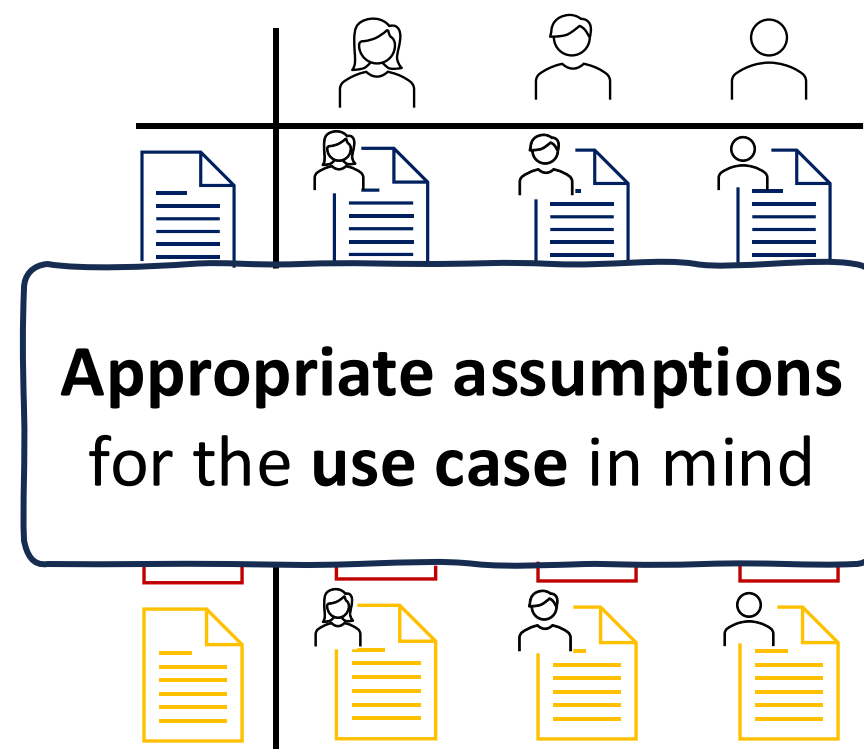 Appropriate assumptions
for the use case in mind